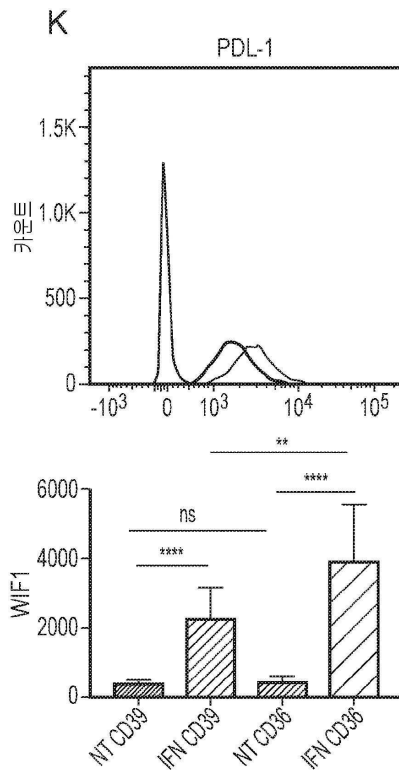 K
PDL-1
카운트
1.5K
1.0K
500
0
-10³ 0 10³ 10⁴ 10⁵
**
ns ****
****
WIF1
6000
4000
2000
0
NT CD39
IFN CD39
NT CD36
IFN CD36